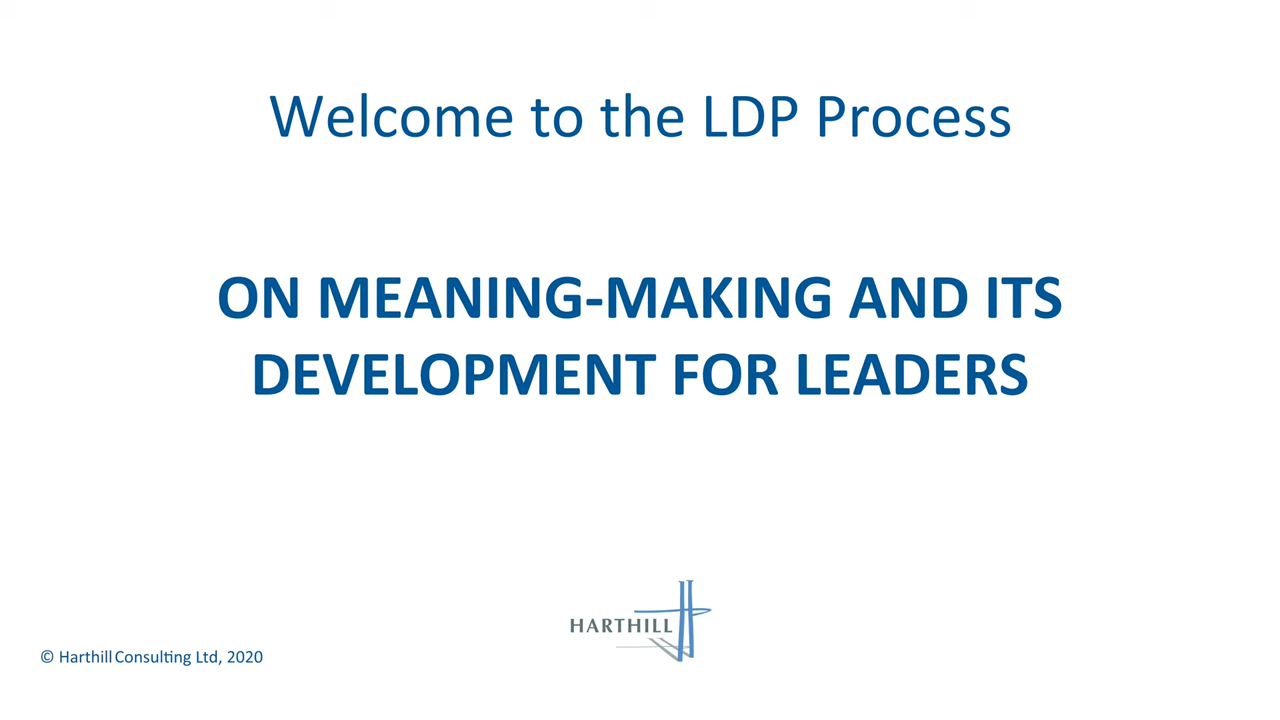 Welcome to the LDP Process
ON MEANING-MAKING AND ITS
DEVELOPMENT FOR LEADERS
HARTHILL
© Harthill Consulting Ltd, 2020